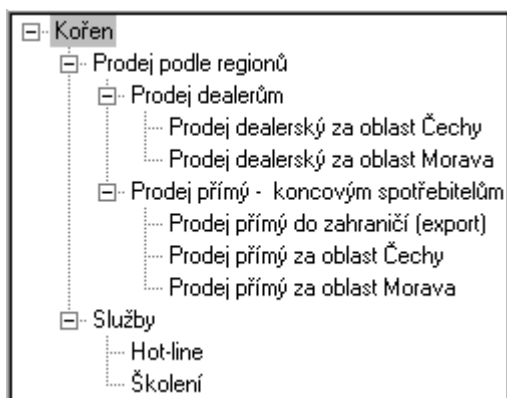 Kořen
Prodej podle regionů
Prodej dealerům
Prodej dealerský za oblast Čechy
Prodej dealerský za oblast Morava
Prodej přímý - koncovým spotřebitelům
Prodej přímý do zahraničí (export)
Prodej přímý za oblast Čechy
Prodej přímý za oblast Morava
Služby
Hot-line
Školení